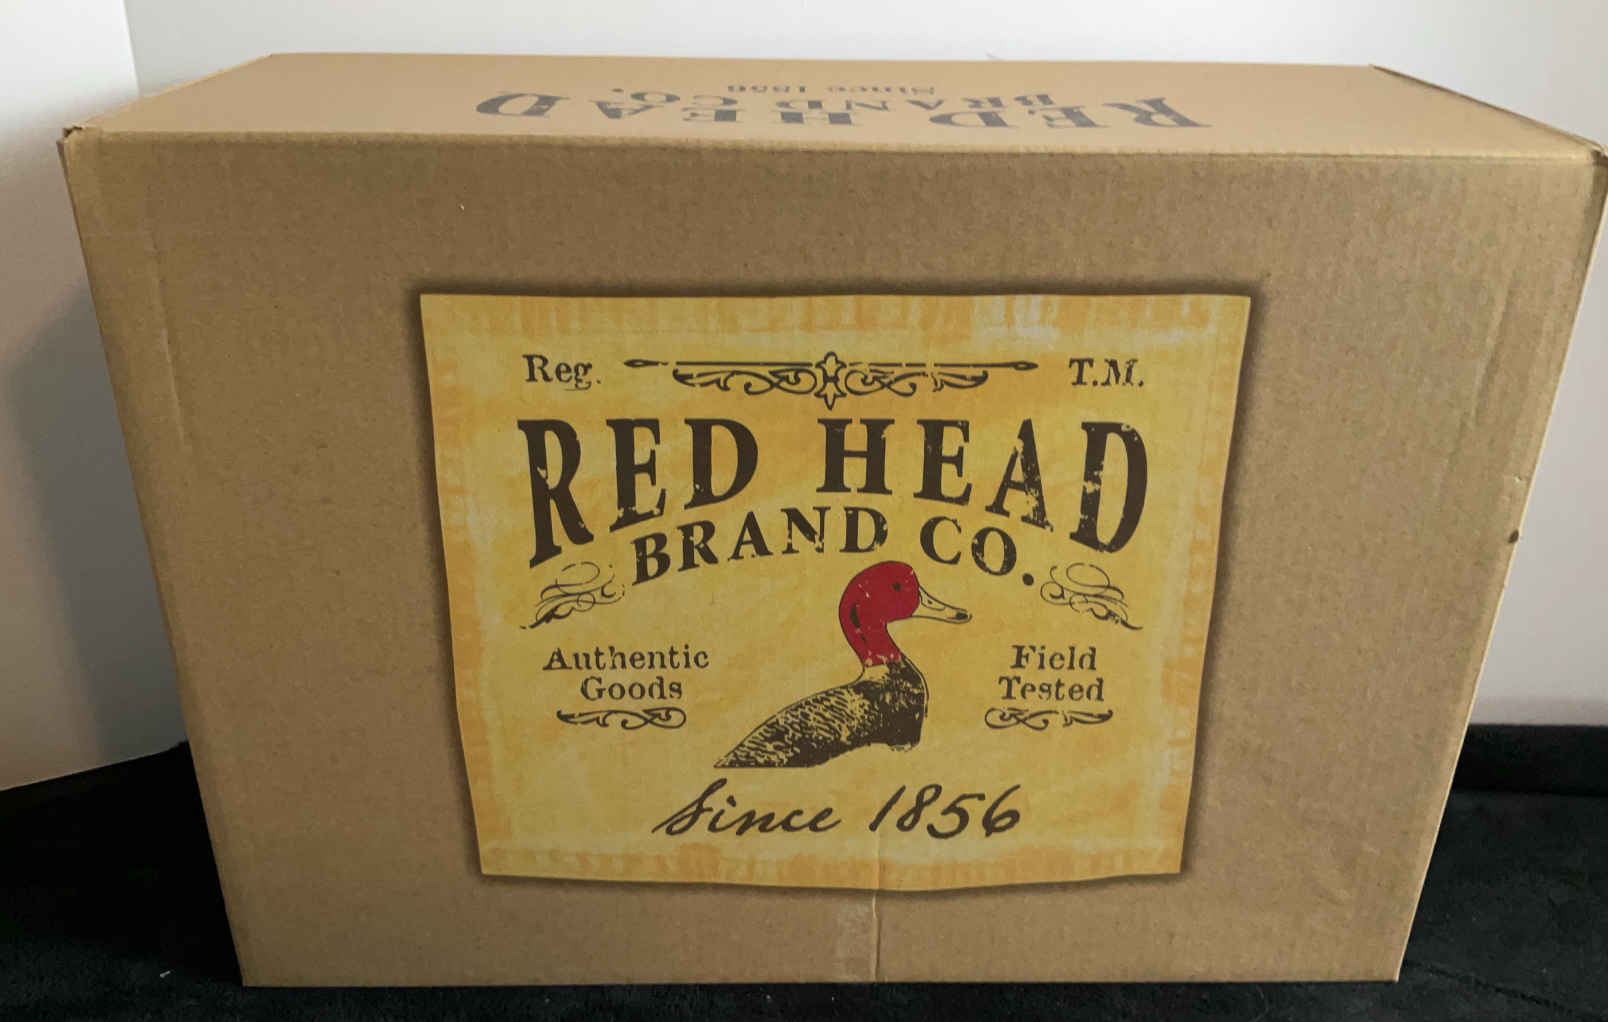 RED HEAD
BRAND CO.
Since 1856
Reg. T.M.
RED HEAD
BRAND CO.
Authentic
Goods
Field
Tested
Since 1856